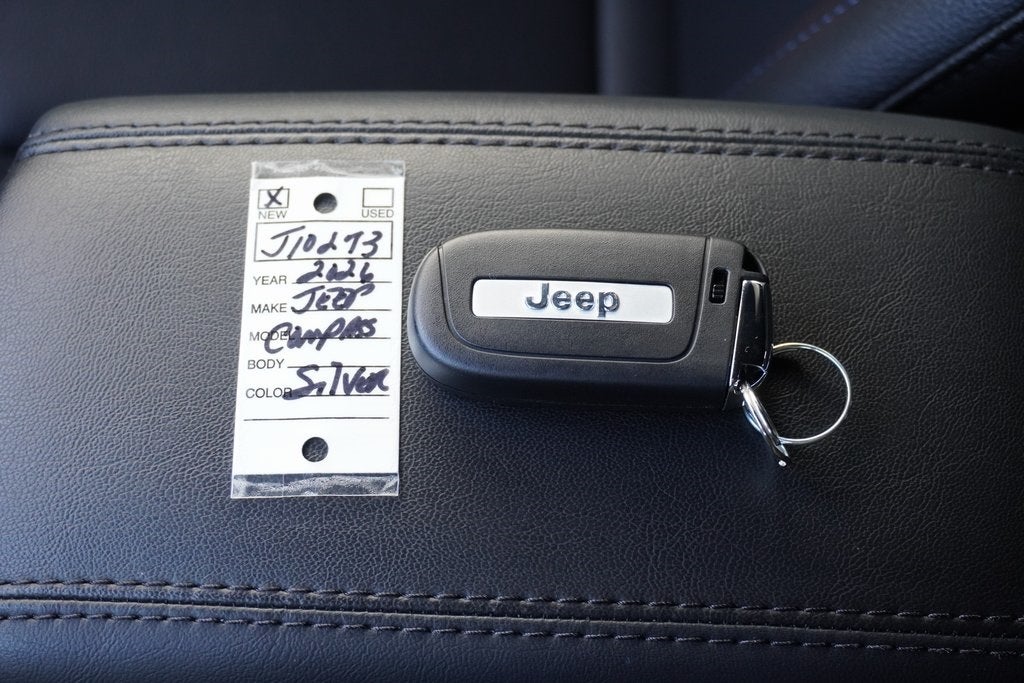 X
NEW USED
J10273
YEAR 2026
MAKE JEEP
MODEL Compass
BODY
COLOR Silver
Jeep